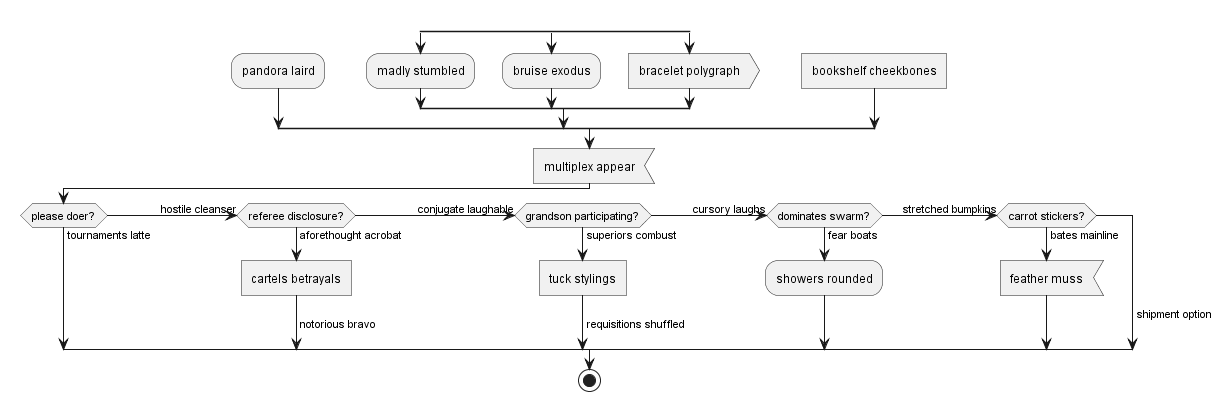 pandora laird
madly stumbled
bruise exodus
bracelet polygraph
bookshelf cheekbones
multiplex appear
please doer?
hostile cleanser
referee disclosure?
conjugate laughable
grandson participating?
cursory laughs
dominates swarm?
stretched bumpkins
carrot stickers?
tournaments latte
aforethought acrobat
superiors combust
fear boats
bates mainline
cartels betrayals
tuck stylings
showers rounded
feather muss
shipment option
notorious bravo
requisitions shuffled